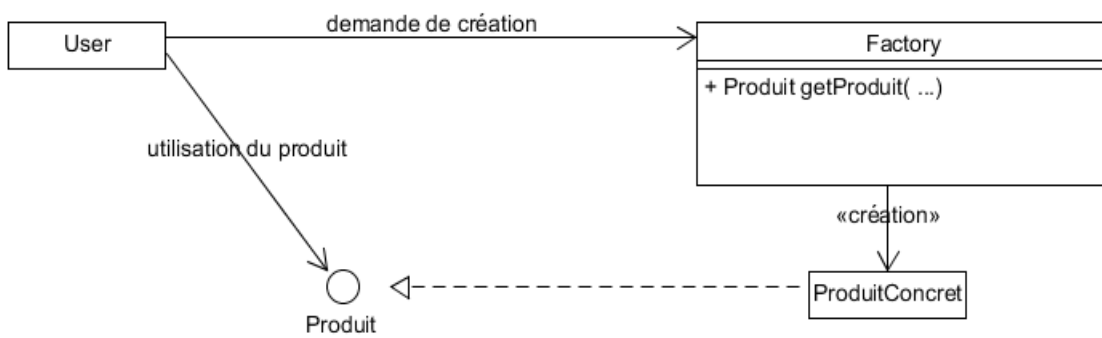 demande de création
User
Factory
+ Produit getProduit( ...)
utilisation du produit
«création»
ProduitConcret
Produit